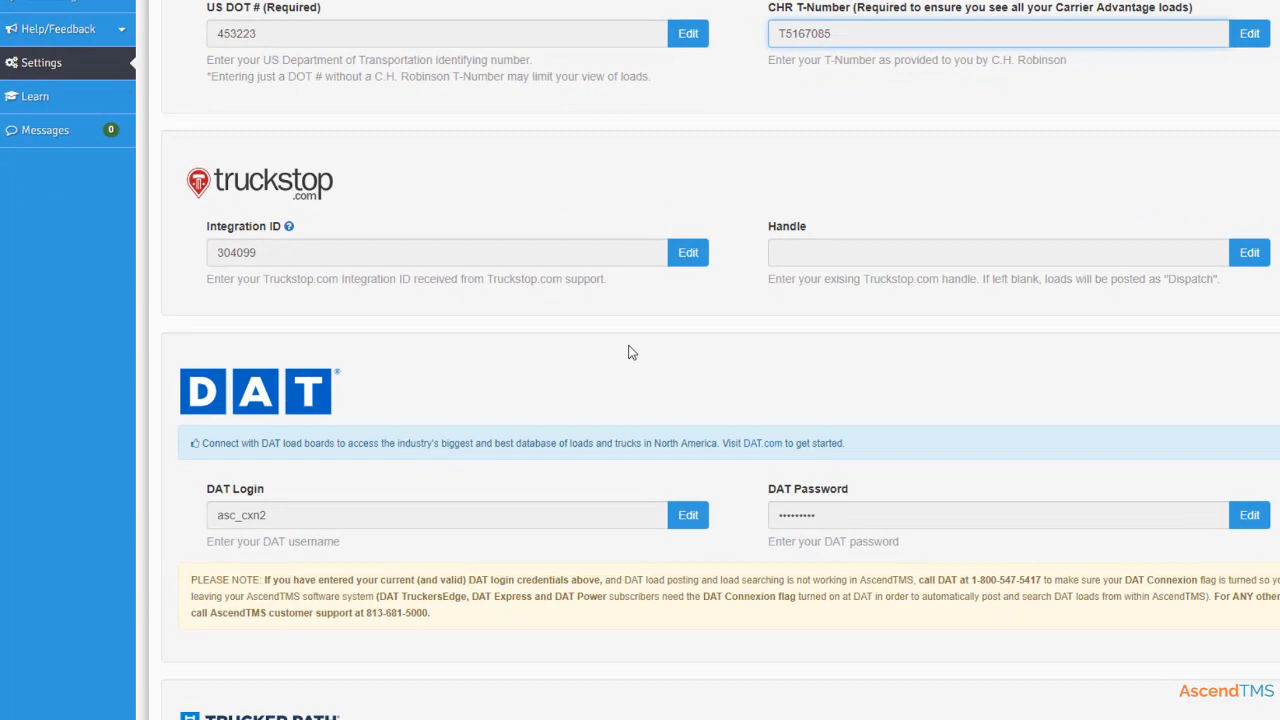 US DOT # (Required)
CHR T-Number (Required to ensure you see all your Carrier Advantage loads)
Help/Feedback
453223
Edit
T5167085
Edit
Settings
Enter your US Department of Transportation identifying number.
Enter your T-Number as provided to you by C.H. Robinson
*Entering just a DOT # without a C.H. Robinson T-Number may limit your view of loads.
Learn
Messages
0
truckstop
.com
Integration ID
Handle
304099
Edit
Edit
Enter your Truckstop.com Integration ID received from Truckstop.com support.
Enter your exising Truckstop.com handle. If left blank, loads will be posted as "Dispatch".
DAT
Connect with DAT load boards to access the industry's biggest and best database of loads and trucks in North America. Visit DAT.com to get started.
DAT Login
DAT Password
asc_cxn2
Edit
•••••••••
Edit
Enter your DAT username
Enter your DAT password
PLEASE NOTE: If you have entered your current (and valid) DAT login credentials above, and DAT load posting and load searching is not working in AscendTMS, call DAT at 1-800-547-5417 to make sure your DAT Connexion flag is turned so yo
leaving your AscendTMS software system (DAT TruckersEdge, DAT Express and DAT Power subscribers need the DAT Connexion flag turned on at DAT in order to automatically post and search DAT loads from within AscendTMS). For ANY other
call AscendTMS customer support at 813-681-5000.
AscendTMS
TRUCKER PATH